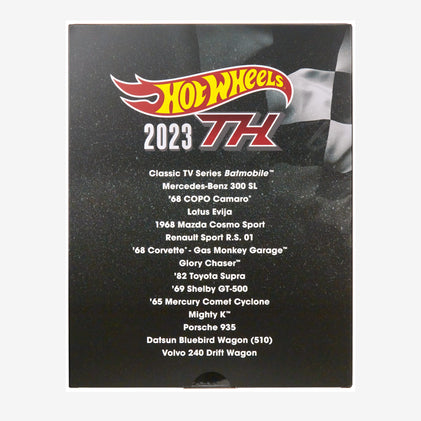 HOT WHEELS
2023 TH
Classic TV Series Batmobile™
Mercedes-Benz 300 SL
'68 COPO Camaro®
Lotus Evija
1968 Mazda Cosmo Sport
Renault Sport R.S. 01
'68 Corvette® - Gas Monkey Garage™
Glory Chaser™
'82 Toyota Supra
'69 Shelby GT-500
'65 Mercury Comet Cyclone
Mighty K™
Porsche 935
Datsun Bluebird Wagon (510)
Volvo 240 Drift Wagon